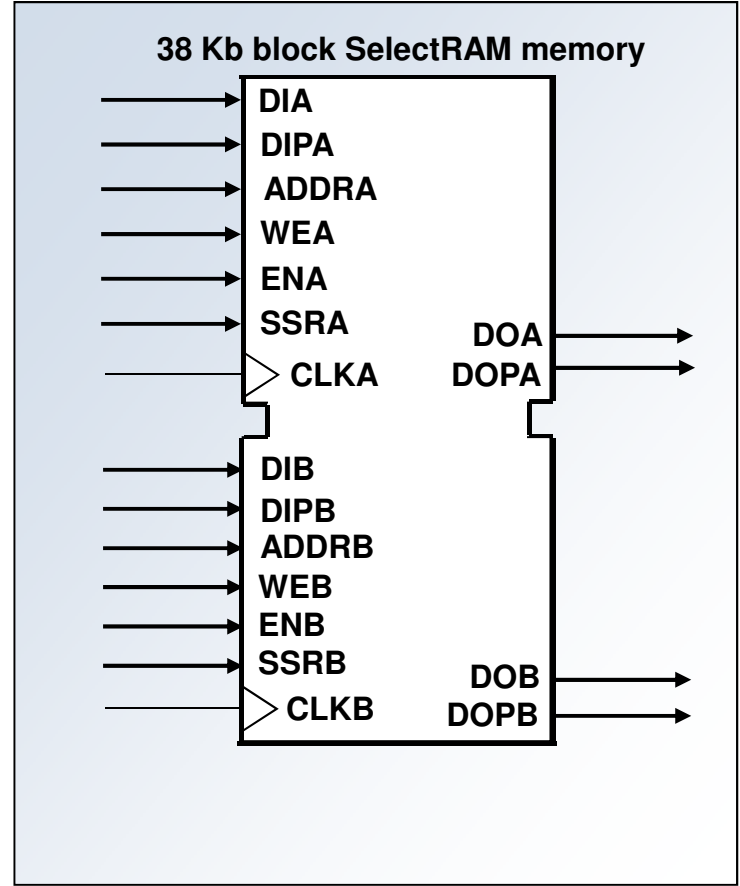 38 Kb block SelectRAM memory
DIA
DIPA
ADDRA
WEA
ENA
SSRA
DOA
CLKA
DOPA
DIB
DIPB
ADDRB
WEB
ENB
SSRB
DOB
CLKB
DOPB